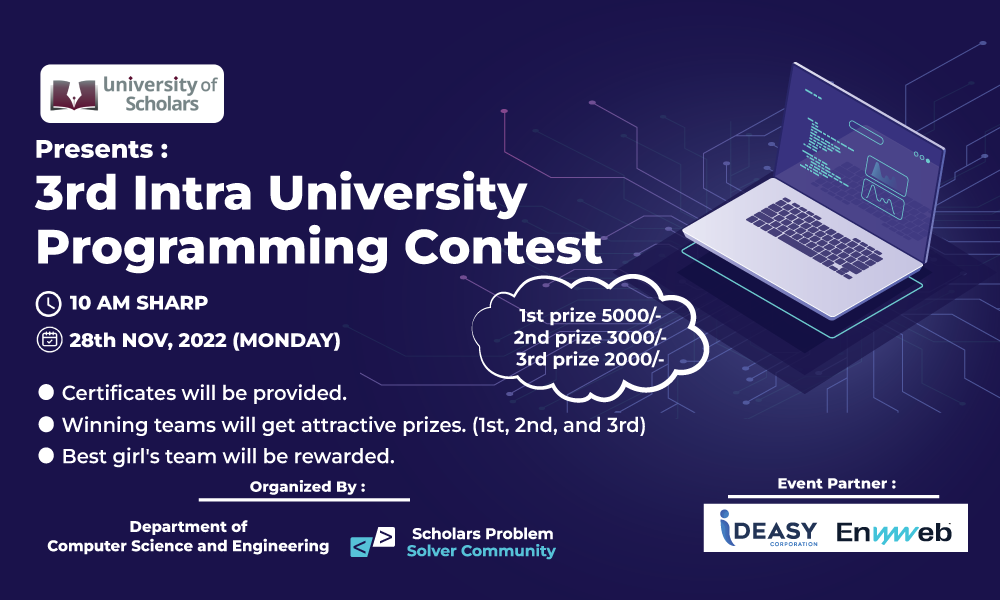 University of
Scholars
Presents :
3rd Intra University
Programming Contest
10 AM SHARP
28th NOV, 2022 (MONDAY)
1st prize 5000/-
2nd prize 3000/-
3rd prize 2000/-
Certificates will be provided.
Winning teams will get attractive prizes. (1st, 2nd, and 3rd)
Best girl's team will be rewarded.
Organized By :
Department of
Computer Science and Engineering
< >
Scholars Problem
Solver Community
Event Partner :
iDEASY
CORPORATION
Enwweb